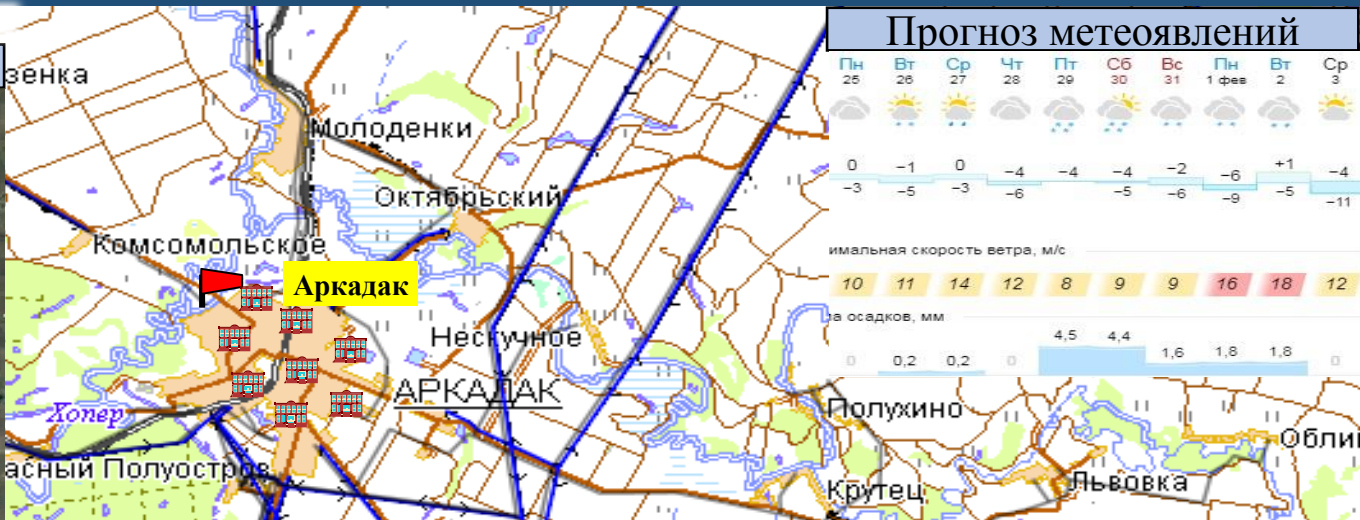 Прогноз метеоявлений
Пн Вт Ср Чт Пт Сб Вс Пн Вт Ср
25 26 27 28 29 30 31 1 фев 2 3
0 −1 0 −4 −4 −4 −2 −6 +1 −4
−3 −5 −3 −6 −5 −6 −9 −5 −11
имальная скорость ветра, м/с
10 11 14 12 8 9 9 16 18 12
а осадков, мм
0 0,2 0,2 0 4,5 4,4 1,6 1,8 1,8 0
зенка
Молоденки
Октябрьский
Комсомольское
Аркадак
Нескучное
АРКАДАК
Хопер
Полухино
Обли
асный Полуостров
Крутец
Львовка